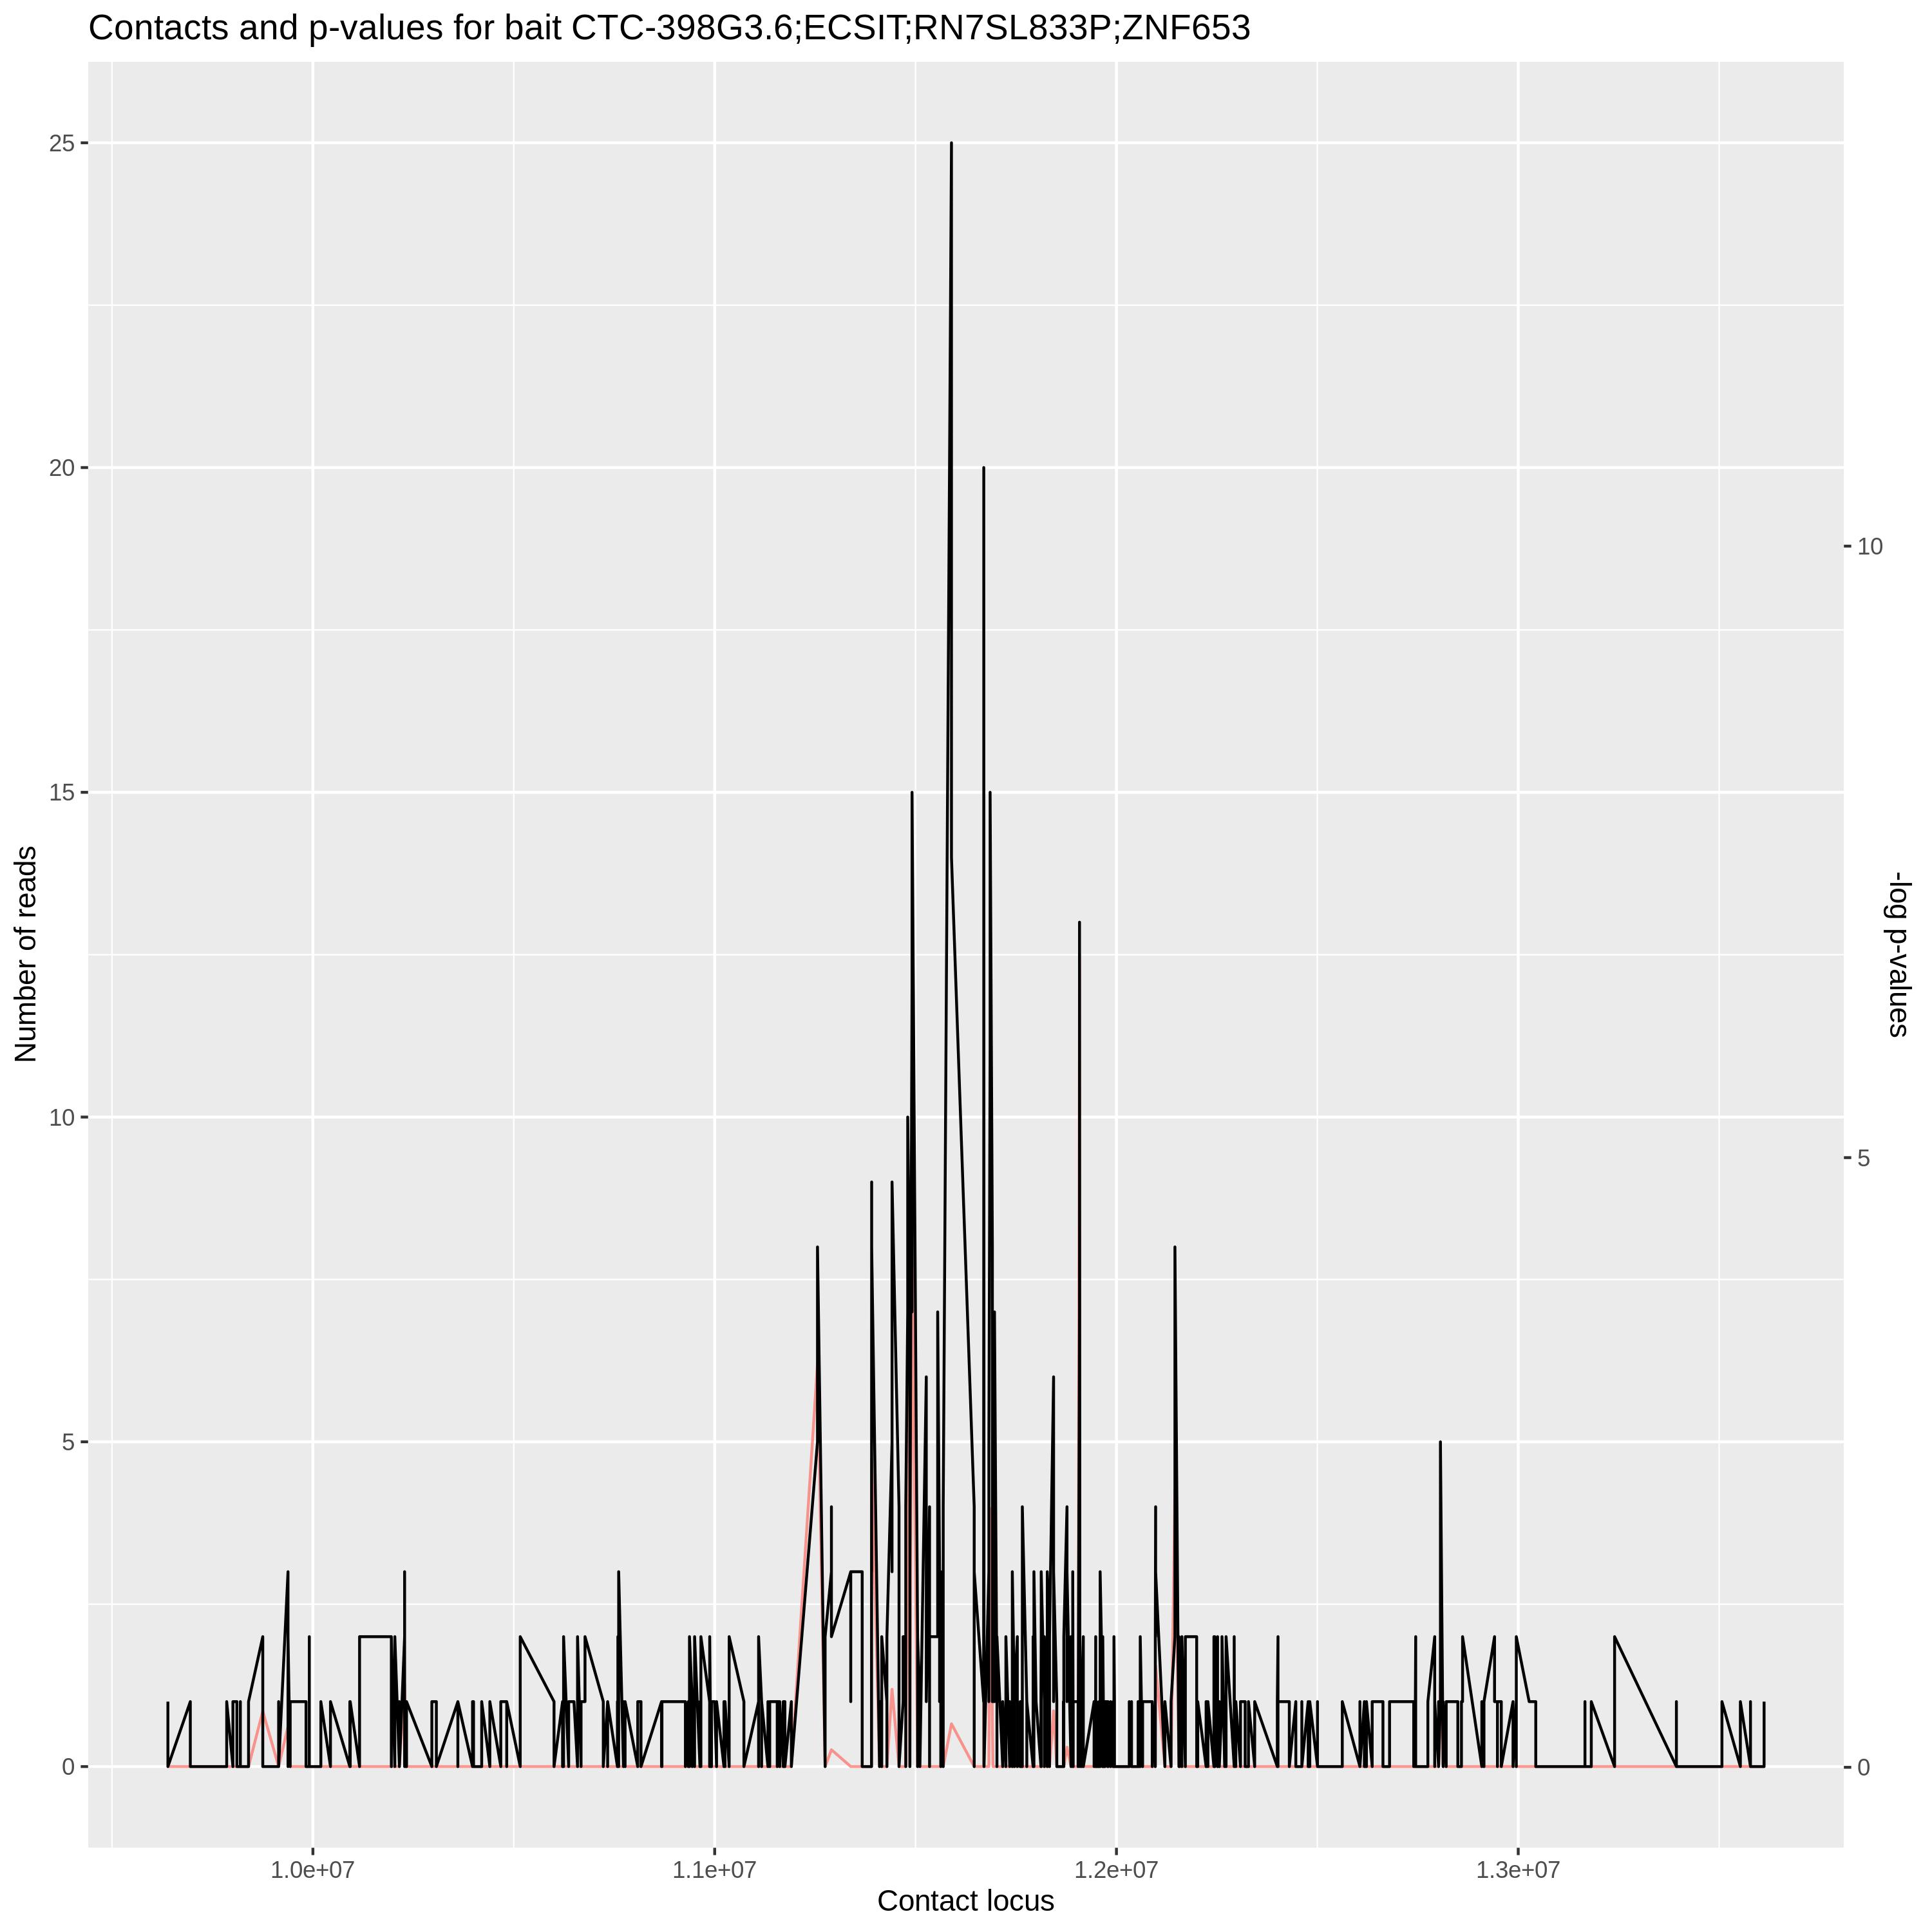 Contacts and p-values for bait CTC-398G3.6;ECSIT;RN7SL833P;ZNF653
25
20
15
10
5
0
Number of reads
10
5
0
-log p-values
1.0e+07 1.1e+07 1.2e+07 1.3e+07
Contact locus